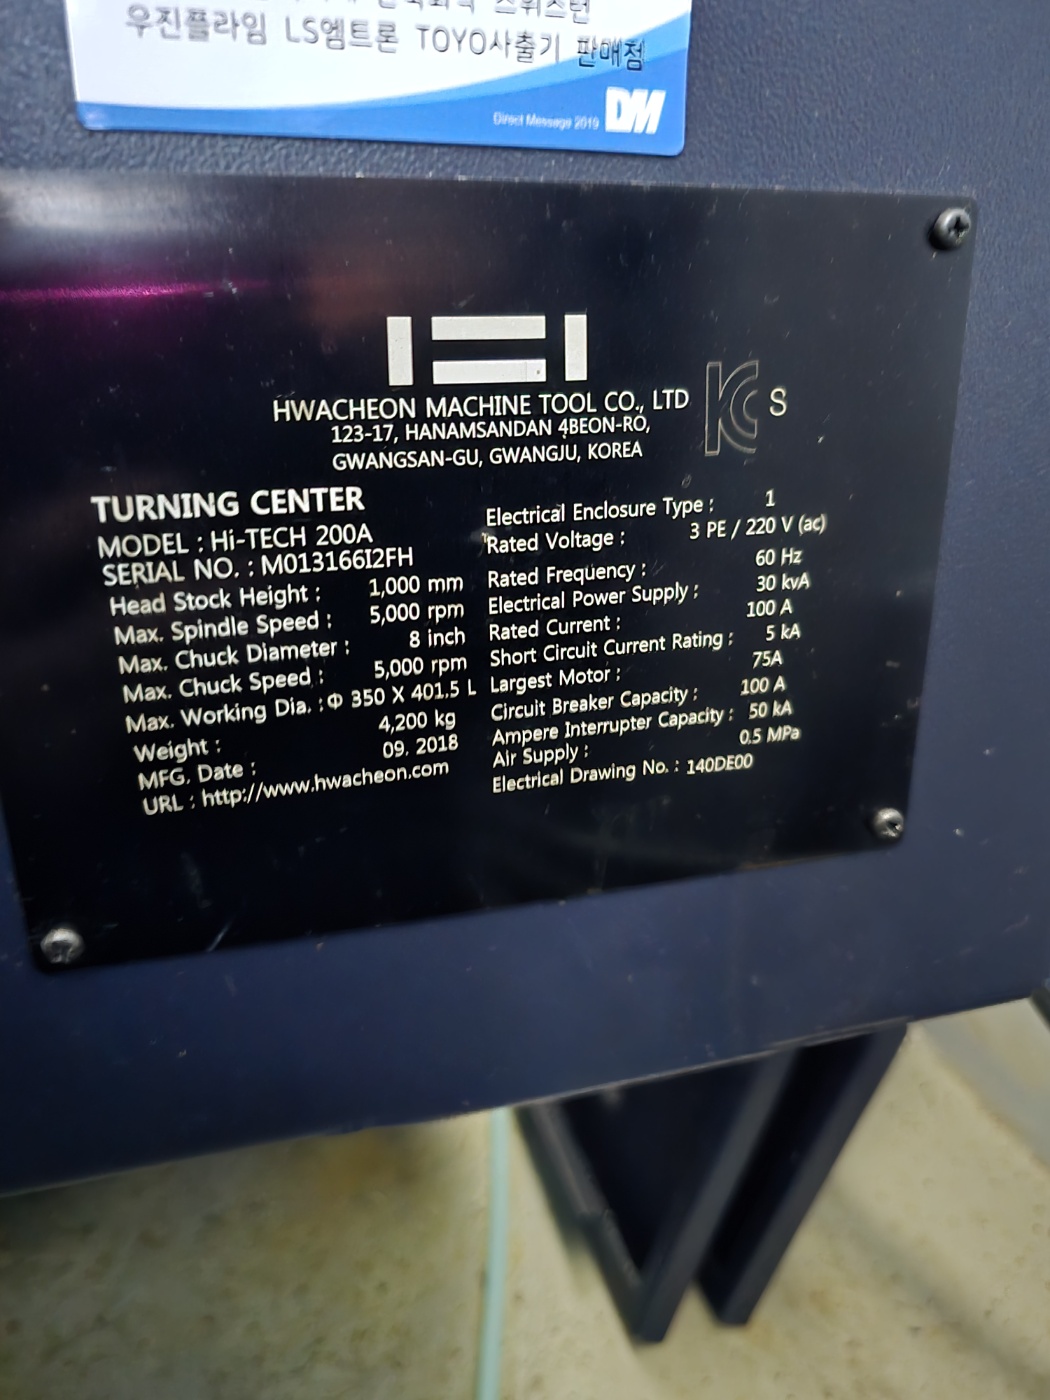 스위스턴
우진플라임 LS엠트론 TOYO사출기 판매점
Direct Message 2019 DM
HWACHEON MACHINE TOOL CO., LTD
123-17, HANAMSANDAN 4BEON-RO,
GWANGSAN-GU, GWANGJU, KOREA
KC S
TURNING CENTER
MODEL : Hi-TECH 200A
SERIAL NO. : M013166I2FH
Head Stock Height : 1,000 mm
Max. Spindle Speed : 5,000 rpm
Max. Chuck Diameter : 8 inch
Max. Chuck Speed : 5,000 rpm
Max. Working Dia. : Φ 350 X 401.5 L
Weight : 4,200 kg
MFG. Date : 09. 2018
URL : http://www.hwacheon.com
Electrical Enclosure Type : 1
Rated Voltage : 3 PE / 220 V (ac)
Rated Frequency : 60 Hz
Electrical Power Supply : 30 kvA
Rated Current : 100 A
Short Circuit Current Rating : 5 kA
Largest Motor : 75A
Circuit Breaker Capacity : 100 A
Ampere Interrupter Capacity : 50 kA
Air Supply : 0.5 MPa
Electrical Drawing No. : 140DE00